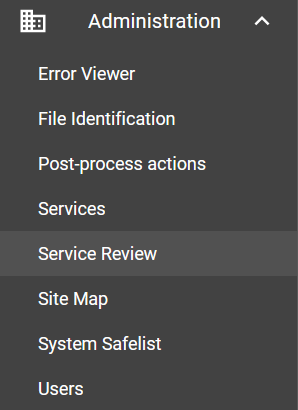 Administration
Error Viewer
File Identification
Post-process actions
Services
Service Review
Site Map
System Safelist
Users